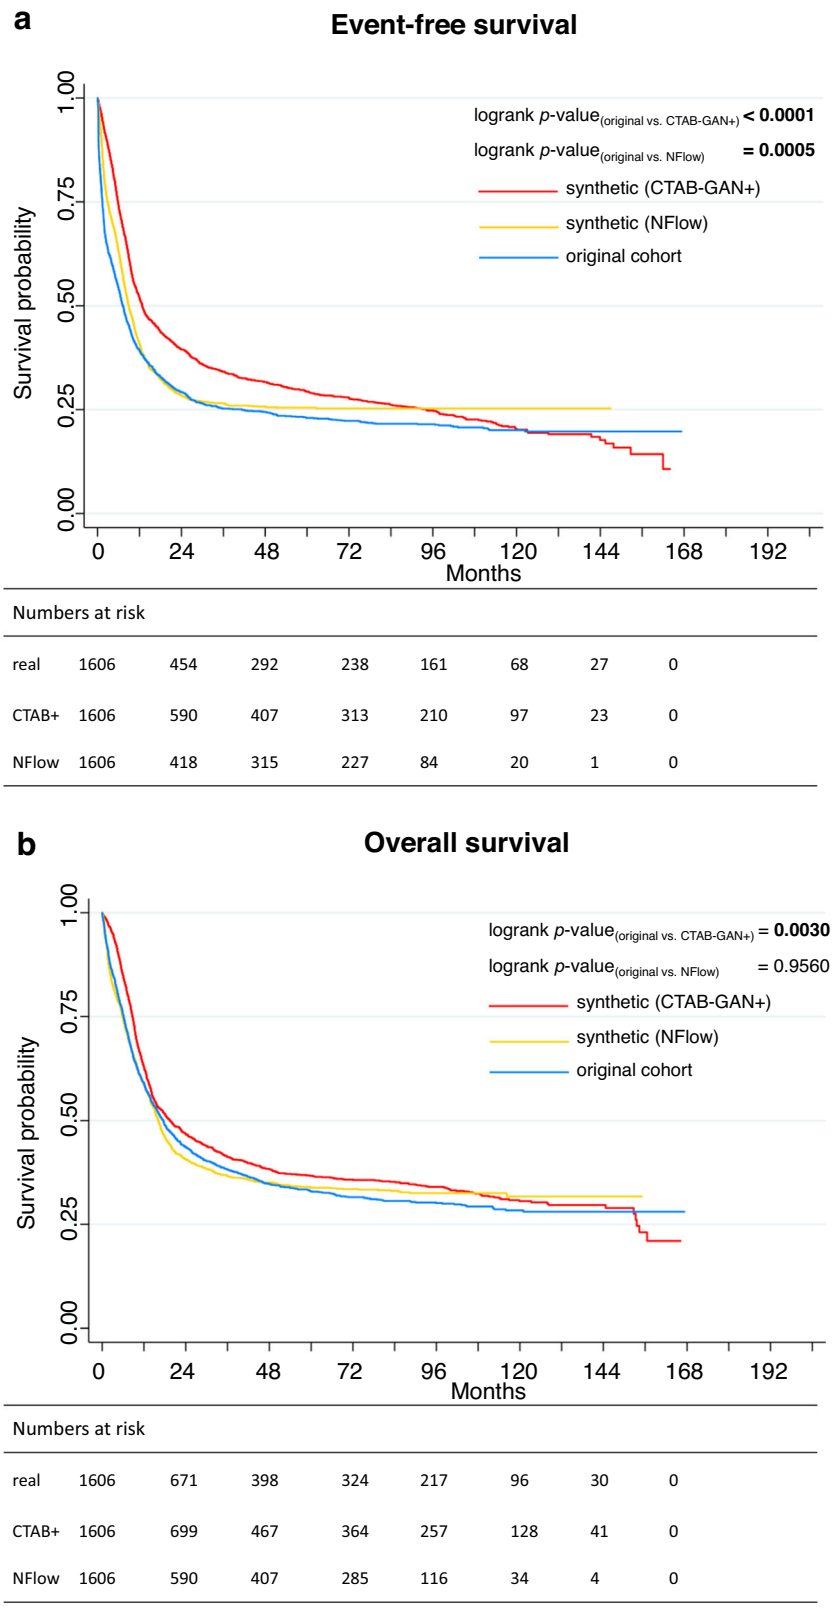 a
Event-free survival
logrank p-value(original vs. CTAB-GAN+) < 0.0001
logrank p-value(original vs. NFlow) = 0.0005
synthetic (CTAB-GAN+)
synthetic (NFlow)
original cohort
Survival probability
1.00
0.75
0.50
0.25
0.00
0 24 48 72 96 120 144 168 192
Months
Numbers at risk
real 1606 454 292 238 161 68 27 0
CTAB+ 1606 590 407 313 210 97 23 0
NFlow 1606 418 315 227 84 20 1 0
b
Overall survival
logrank p-value(original vs. CTAB-GAN+) = 0.0030
logrank p-value(original vs. NFlow) = 0.9560
synthetic (CTAB-GAN+)
synthetic (NFlow)
original cohort
Survival probability
1.00
0.75
0.50
0.25
0.00
0 24 48 72 96 120 144 168 192
Months
Numbers at risk
real 1606 671 398 324 217 96 30 0
CTAB+ 1606 699 467 364 257 128 41 0
NFlow 1606 590 407 285 116 34 4 0